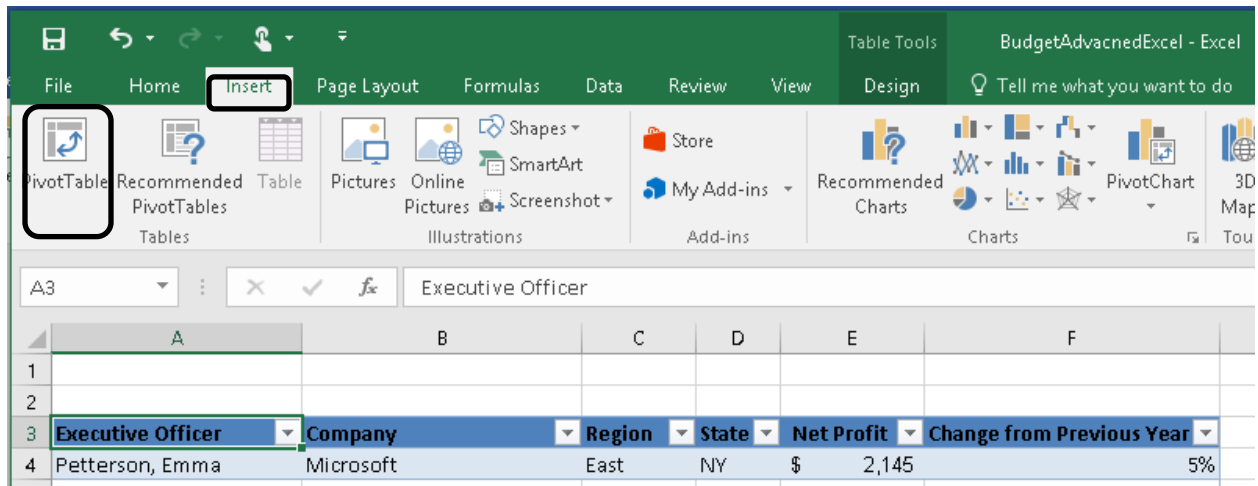 Table Tools BudgetAdvacnedExcel - Excel
File Home Insert Page Layout Formulas Data Review View Design Tell me what you want to do
PivotTable
Recommended
PivotTables
Table
Tables
Pictures
Online
Pictures
Shapes
SmartArt
Screenshot
Illustrations
Store
My Add-ins
Add-ins
Recommended
Charts
PivotChart
Charts
3D
Map
Tou
A3 fx Executive Officer
A B C D E F
1
2
3 Executive Officer Company Region State Net Profit Change from Previous Year
4 Petterson, Emma Microsoft East NY $ 2,145 5%